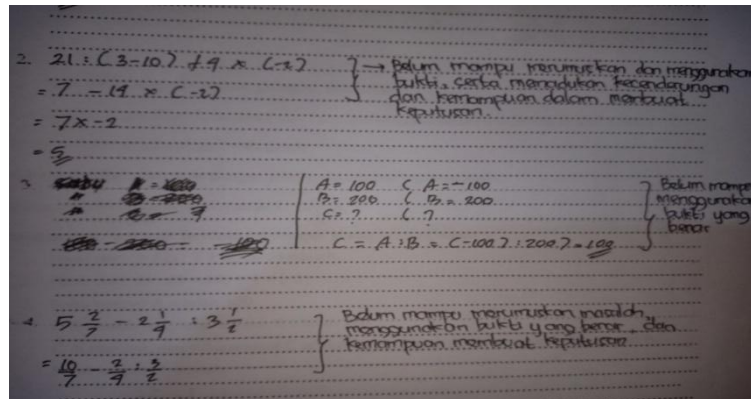 2. 21 : (3-10) + 4 x (-2)
= 7 - 14 x (-2)
= 7 x -2
= 5
→ Belum mampu merumuskan dan menggunakan
bukti, serta memadukan kecenderungan
dan kemampuan dalam membuat
keputusan.
3.
A = 100 ( A = -100
B = 200 ( B = 200
C = ? ( ?
C = A : B = (-100) : 200) = 100
Belum mampu
menggunakan
bukti yang
benar
4 5 2/7 - 2 1/4 : 3 1/2
= 10/7 - 2/4 : 3/2
Belum mampu merumuskan masalah,
menggunakan bukti yang benar, dan
kemampuan membuat keputusan